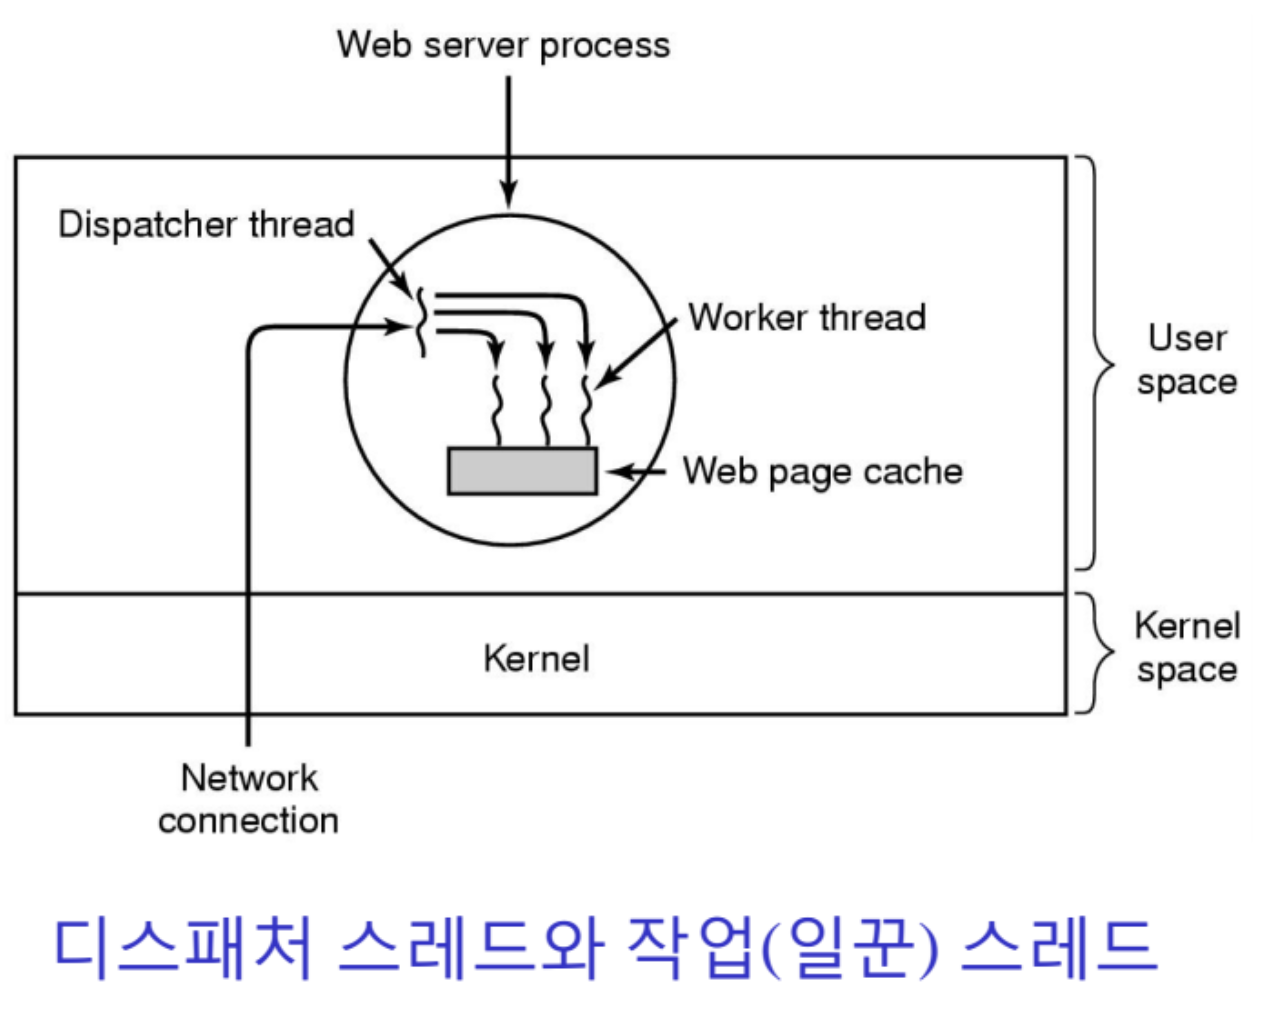 Web server process
Dispatcher thread
Worker thread
User
space
Web page cache
Kernel
Kernel
space
Network
connection
디스패처 스레드와 작업(일꾼) 스레드